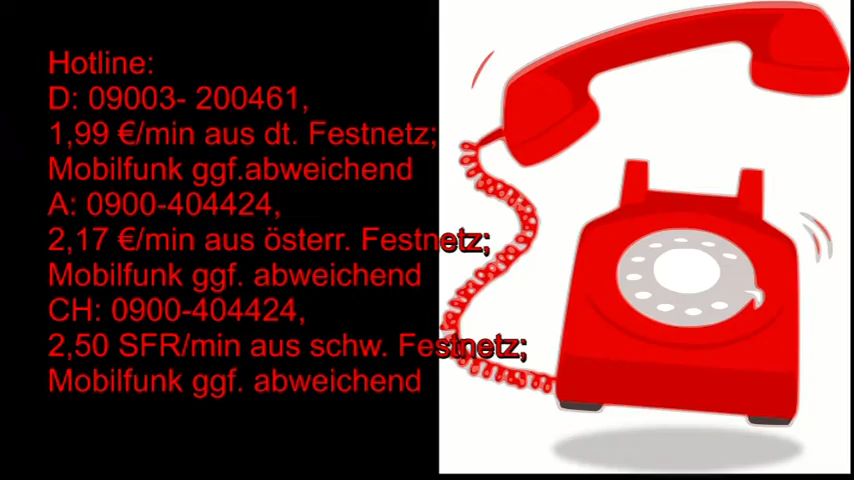 Hotline:
D: 09003- 200461,
1,99 €/min aus dt. Festnetz;
Mobilfunk ggf.abweichend
A: 0900-404424,
2,17 €/min aus österr. Festnetz;
Mobilfunk ggf. abweichend
CH: 0900-404424,
2,50 SFR/min aus schw. Festnetz;
Mobilfunk ggf. abweichend